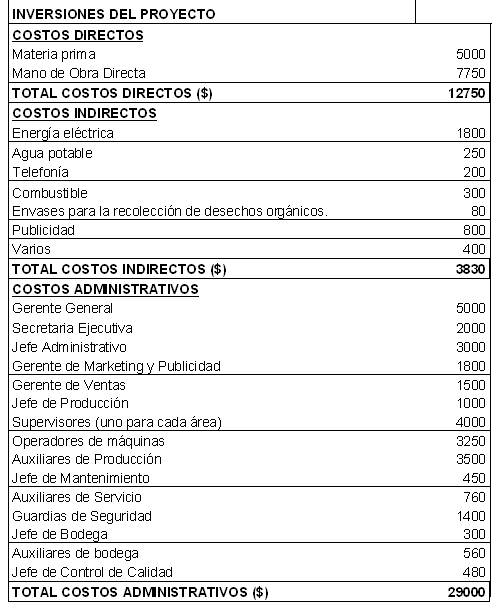 INVERSIONES DEL PROYECTO
COSTOS DIRECTOS
Materia prima 5000
Mano de Obra Directa 7750
TOTAL COSTOS DIRECTOS ($) 12750
COSTOS INDIRECTOS
Energía eléctrica 1800
Agua potable 250
Telefonía 200
Combustible 300
Envases para la recolección de desechos orgánicos. 80
Publicidad 800
Varios 400
TOTAL COSTOS INDIRECTOS ($) 3830
COSTOS ADMINISTRATIVOS
Gerente General 5000
Secretaria Ejecutiva 2000
Jefe Administrativo 3000
Gerente de Marketing y Publicidad 1800
Gerente de Ventas 1500
Jefe de Producción 1000
Supervisores (uno para cada área) 4000
Operadores de máquinas 3250
Auxiliares de Producción 3500
Jefe de Mantenimiento 450
Auxiliares de Servicio 760
Guardias de Seguridad 1400
Jefe de Bodega 300
Auxiliares de bodega 560
Jefe de Control de Calidad 480
TOTAL COSTOS ADMINISTRATIVOS ($) 29000